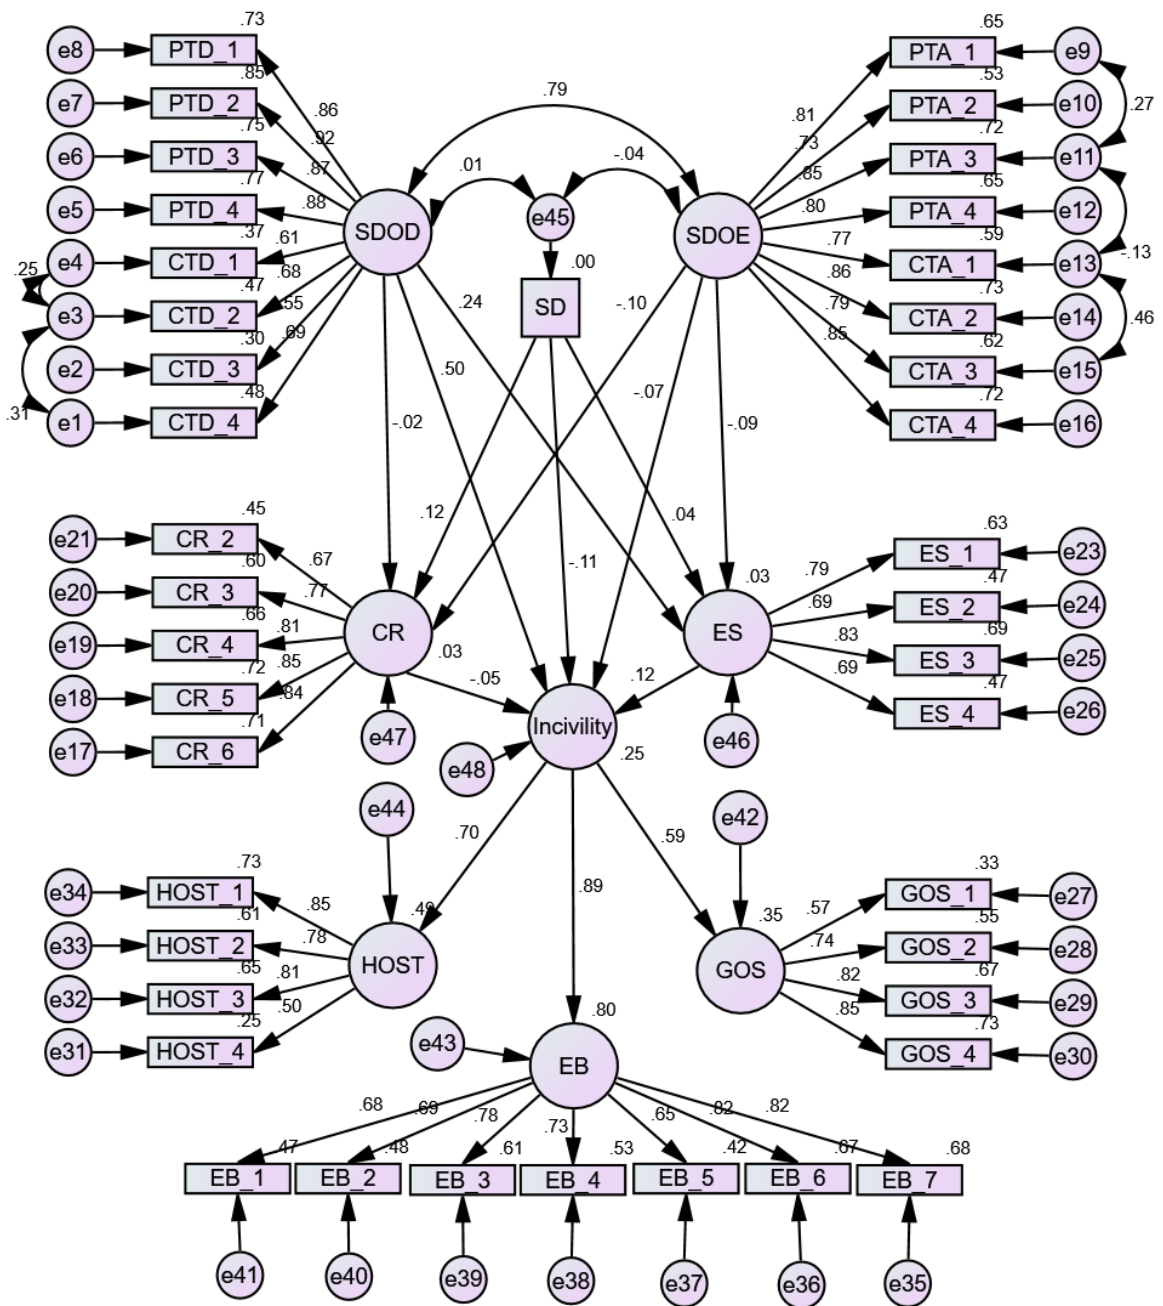 .73
e8 PTD_1
.85
e7 PTD_2
.75
e6 PTD_3
.77
e5 PTD_4
.37
e4 CTD_1
.47
e3 CTD_2
.30
e2 CTD_3
.48
e1 CTD_4
.25
.31
.86
.92
.87
.88
.61
.68
.55
.69
SDOD
.79
.01
-.04
e45
.00
SD
SDOE
.81
.73
.85
.80
.77
.86
.79
.85
.65
PTA_1 e9
.53
PTA_2 e10
.72
PTA_3 e11
.65
PTA_4 e12
.59
CTA_1 e13
.73
CTA_2 e14
.62
CTA_3 e15
.72
CTA_4 e16
.27
-.13
.46
.24
-.10
.50
-.07
-.02
-.09
.12
-.11
.04
.45
e21 CR_2
.60
e20 CR_3
.66
e19 CR_4
.72
e18 CR_5
.71
e17 CR_6
.67
.77
.81
.85
.84
CR
.03
e47
-.05
.03
ES
e46
.12
.79
.69
.83
.69
.63
ES_1 e23
.47
ES_2 e24
.69
ES_3 e25
.47
ES_4 e26
Incivility
.25
e48
.70
.89
.59
e44
e42
.73
e34 HOST_1
.61
e33 HOST_2
.65
e32 HOST_3
.25
e31 HOST_4
.85
.78
.81
.50
.49
HOST
.35
GOS
.57
.74
.82
.85
.33
GOS_1 e27
.55
GOS_2 e28
.67
GOS_3 e29
.73
GOS_4 e30
.80
e43
EB
.68 .69 .78 .73 .65 .82 .82
.47 .48 .61 .53 .42 .67 .68
EB_1 EB_2 EB_3 EB_4 EB_5 EB_6 EB_7
e41 e40 e39 e38 e37 e36 e35